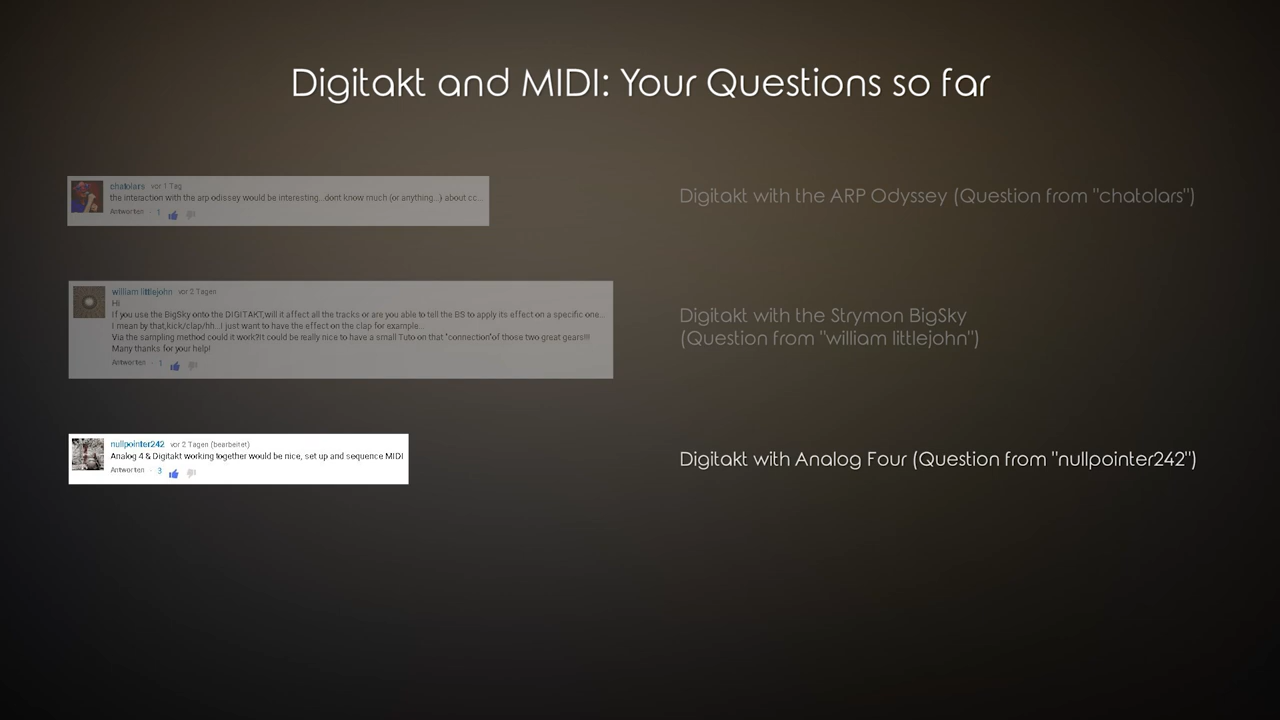 Digitakt and MIDI: Your Questions so far
chatolars vor 1 Tag
the interaction with the arp odissey would be interesting...dont know much (or anything...) about cc...
Antworten · 1
Digitakt with the ARP Odyssey (Question from "chatolars")
william littlejohn vor 2 Tagen
Hi
If you use the BigSky onto the DIGITAKT,will it affect all the tracks or are you able to tell the BS to apply its effect on a specific one...
I mean by that,kick/clap/hh...I just want to have the effect on the clap for example...
Via the sampling method could it work?It could be really nice to have a small Tuto on that "connection"of those two great gears!!!
Many thanks for your help!
Antworten · 1
Digitakt with the Strymon BigSky
(Question from "william littlejohn")
nullpointer242 vor 2 Tagen (bearbeitet)
Analog 4 & Digitakt working together would be nice, set up and sequence MIDI
Antworten · 3
Digitakt with Analog Four (Question from "nullpointer242")